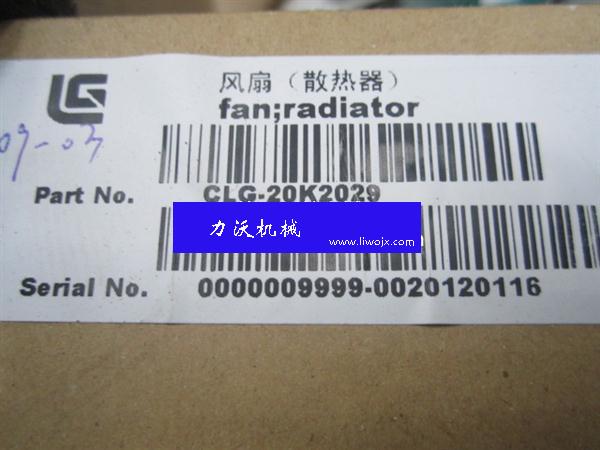 LG
风扇（散热器）
fan;radiator
09-03
Part No. CLG-20K2029
力沃机械
www.liwojx.com
Serial No. 0000009999-0020120116